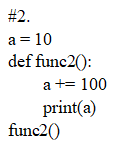 #2.
a = 10
def func2():
a += 100
print(a)
func2()